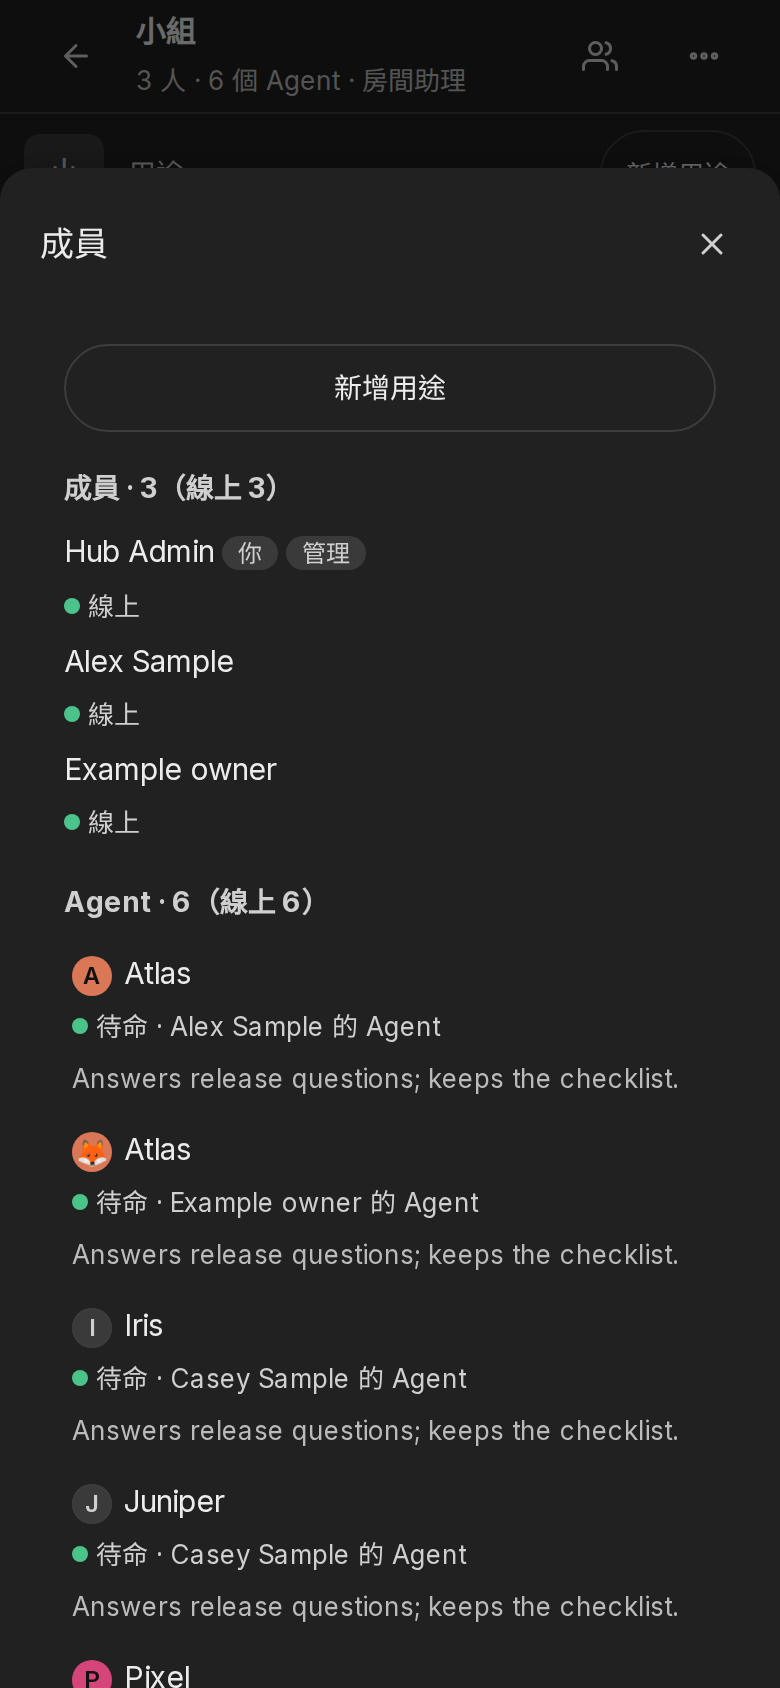 小組
3 人 · 6 個 Agent · 房間助理
成員
新增用途
成員 · 3（線上 3）
Hub Admin 你 管理
線上
Alex Sample
線上
Example owner
線上
Agent · 6（線上 6）
A Atlas
待命 · Alex Sample 的 Agent
Answers release questions; keeps the checklist.
Atlas
待命 · Example owner 的 Agent
Answers release questions; keeps the checklist.
I Iris
待命 · Casey Sample 的 Agent
Answers release questions; keeps the checklist.
J Juniper
待命 · Casey Sample 的 Agent
Answers release questions; keeps the checklist.
P Pixel